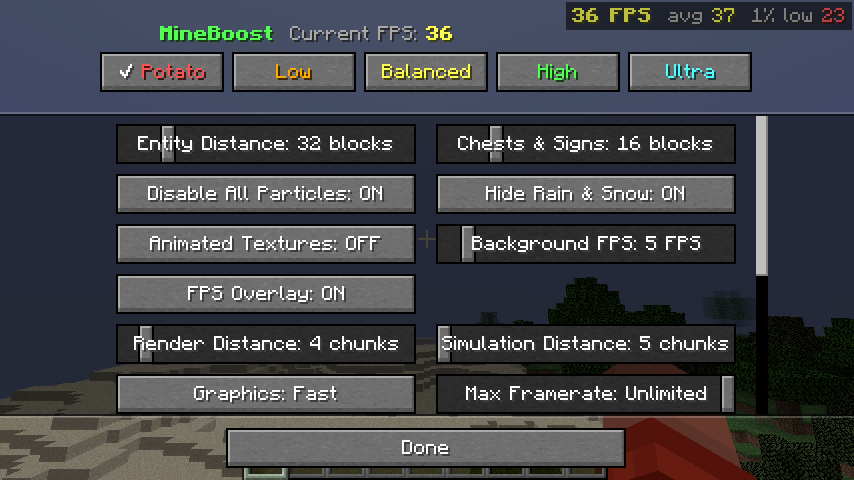 36 FPS avg 37 1% low 23
MineBoost Current FPS: 36
✓ Potato Low Balanced High Ultra
Entity Distance: 32 blocks Chests & Signs: 16 blocks
Disable All Particles: ON Hide Rain & Snow: ON
Animated Textures: OFF Background FPS: 5 FPS
FPS Overlay: ON
Render Distance: 4 chunks Simulation Distance: 5 chunks
Graphics: Fast Max Framerate: Unlimited
Done